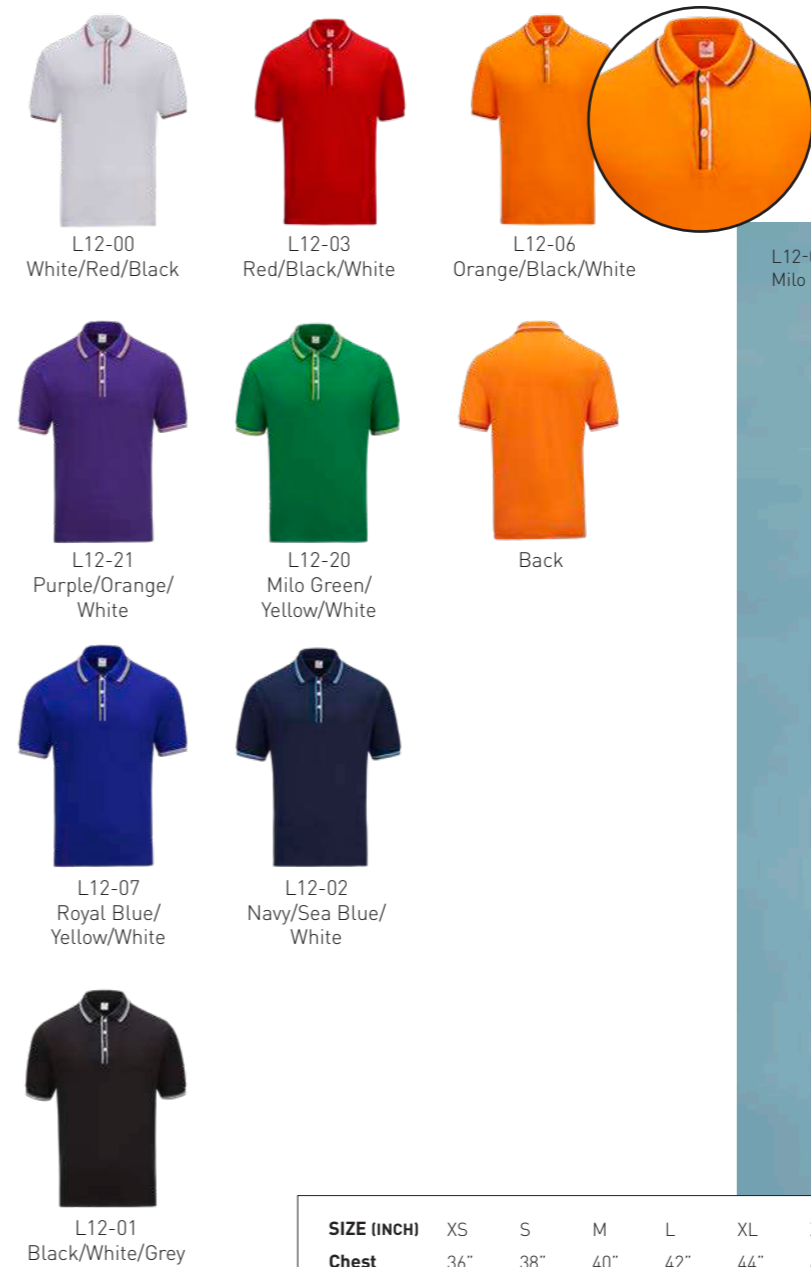 L12-00
White/Red/Black
L12-03
Red/Black/White
L12-06
Orange/Black/White
Milo
L12-21
Purple/Orange/
White
L12-20
Milo Green/
Yellow/White
Back
L12-07
Royal Blue/
Yellow/White
L12-02
Navy/Sea Blue/
White
L12-01
Black/White/Grey
SIZE (INCH) XS S M L XL
Chest 36” 38” 40” 42” 44”